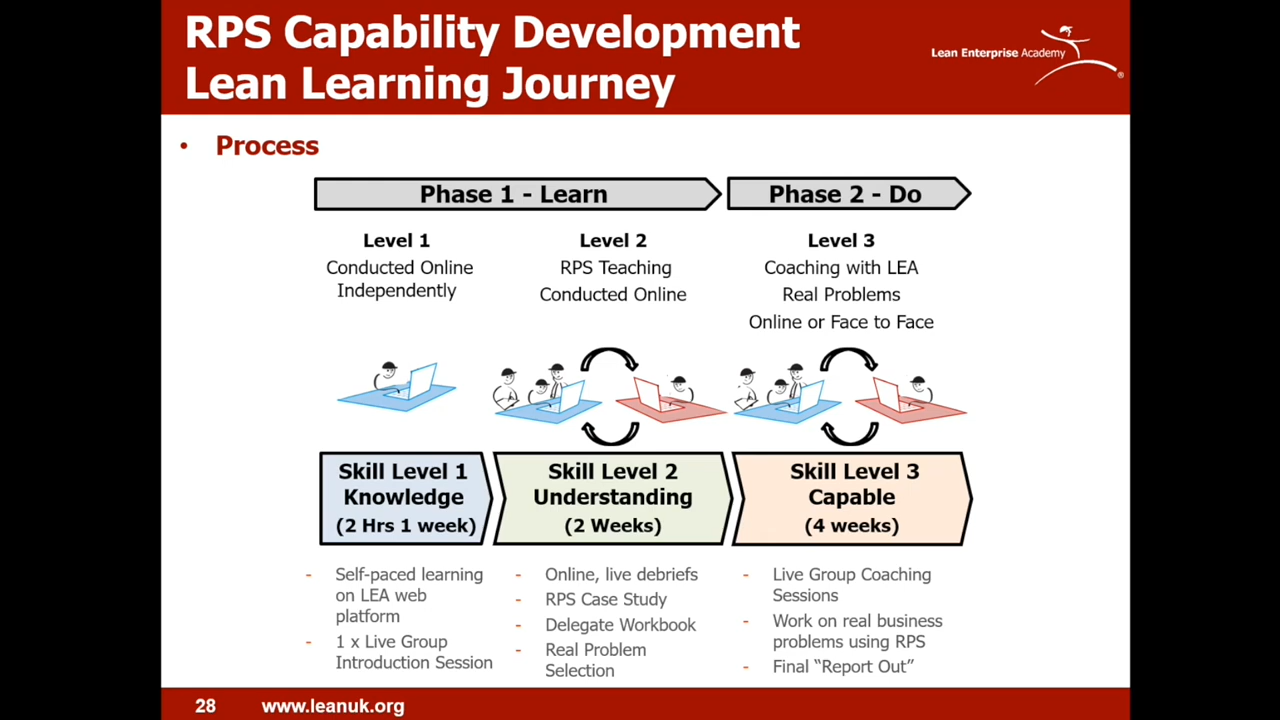 RPS Capability Development
Lean Learning Journey
Lean Enterprise Academy
®
• Process
Phase 1 - Learn
Phase 2 - Do
Level 1
Conducted Online
Independently
Level 2
RPS Teaching
Conducted Online
Level 3
Coaching with LEA
Real Problems
Online or Face to Face
Skill Level 1
Knowledge
(2 Hrs 1 week)
Skill Level 2
Understanding
(2 Weeks)
Skill Level 3
Capable
(4 weeks)
- Self-paced learning
on LEA web
platform
- 1 x Live Group
Introduction Session
- Online, live debriefs
- RPS Case Study
- Delegate Workbook
- Real Problem
Selection
- Live Group Coaching
Sessions
- Work on real business
problems using RPS
- Final “Report Out”
28
www.leanuk.org